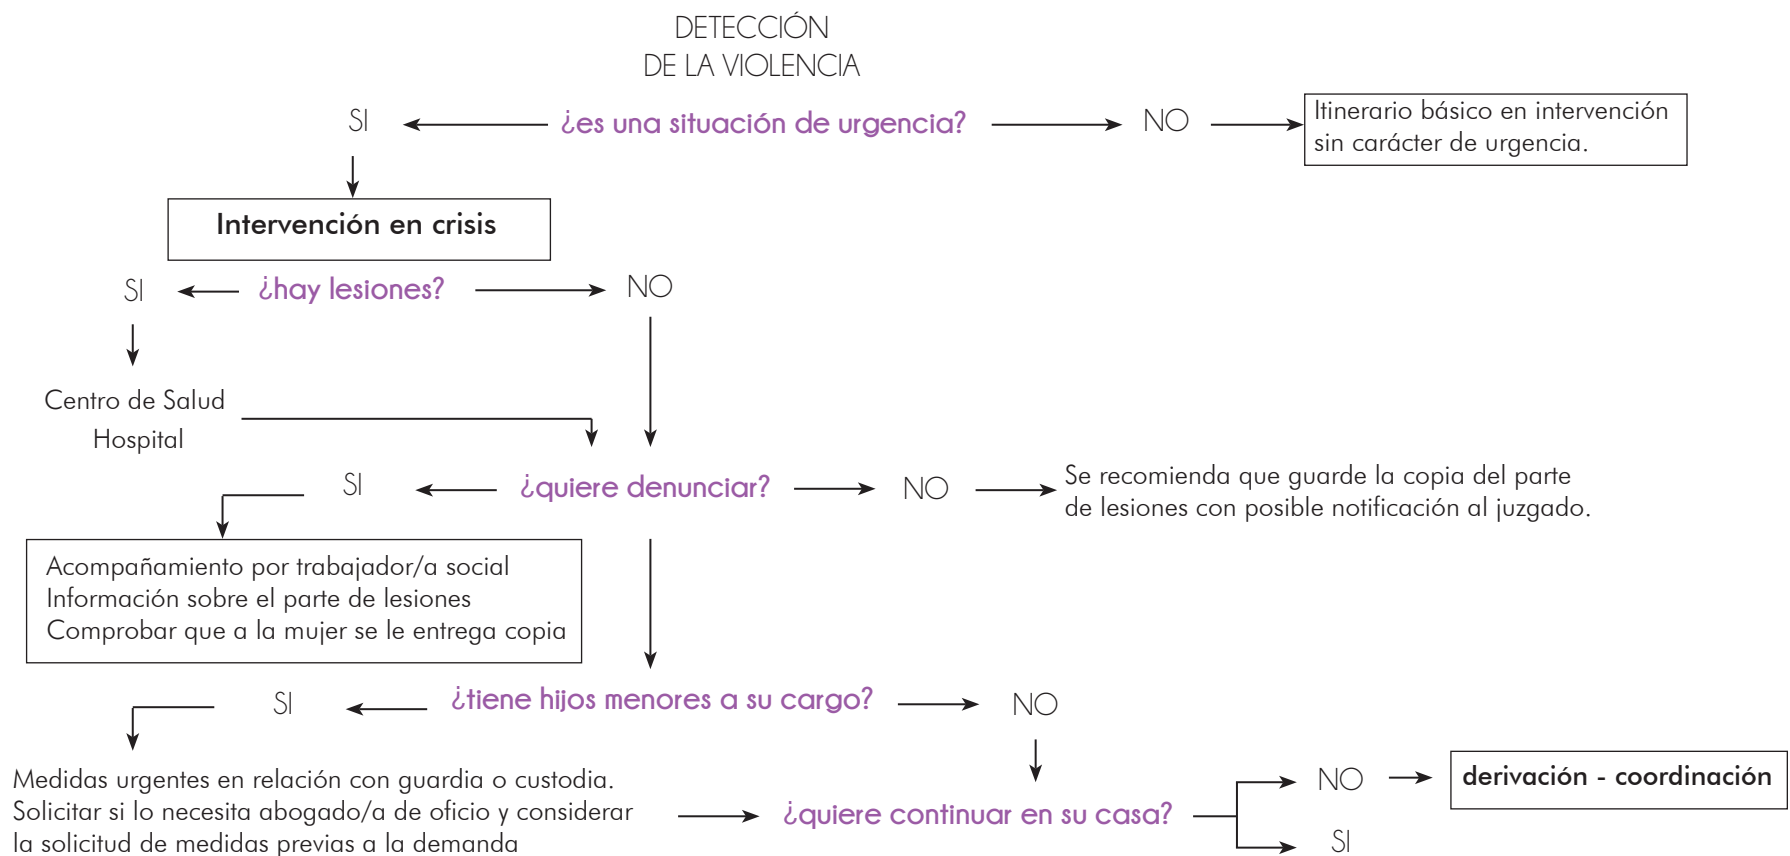 DETECCIÓN
DE LA VIOLENCIA
SI
¿es una situación de urgencia?
NO
Itinerario básico en intervención
sin carácter de urgencia.
Intervención en crisis
SI
¿hay lesiones?
NO
Centro de Salud
Hospital
SI
¿quiere denunciar?
NO
Se recomienda que guarde la copia del parte
de lesiones con posible notificación al juzgado.
Acompañamiento por trabajador/a social
Información sobre el parte de lesiones
Comprobar que a la mujer se le entrega copia
SI
¿tiene hijos menores a su cargo?
NO
Medidas urgentes en relación con guardia o custodia.
Solicitar si lo necesita abogado/a de oficio y considerar
la solicitud de medidas previas a la demanda
¿quiere continuar en su casa?
NO
derivación - coordinación
SI